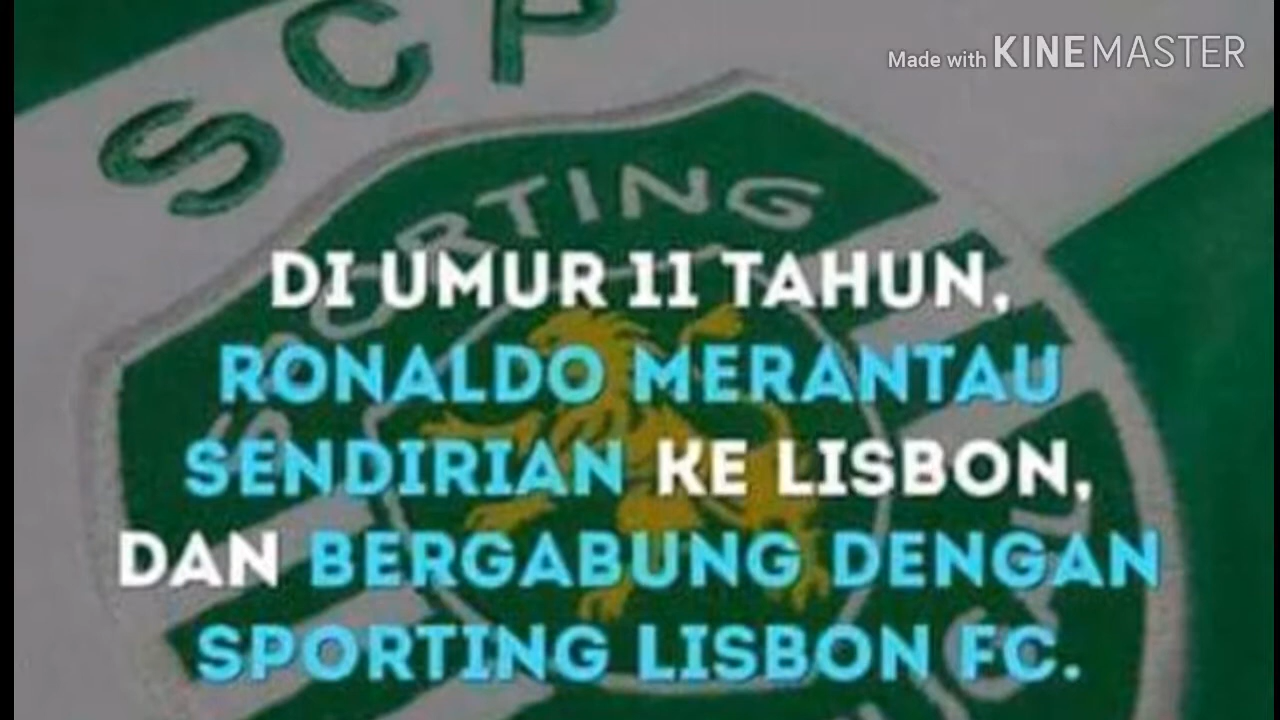 Made with KINEMASTER
SCP
SPORTING
DI UMUR 11 TAHUN,
RONALDO MERANTAU
SENDIRIAN KE LISBON,
DAN BERGABUNG DENGAN
SPORTING LISBON FC.